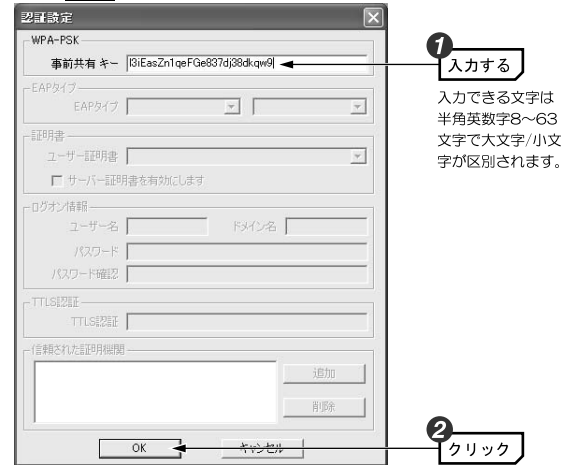 認証設定
WPA-PSK
事前共有 キー l3iEasZn1qeFGe837dj38dkqw9
EAPタイプ
EAPタイプ
証明書
ユーザー証明書
サーバー証明書を有効にします
ログオン情報
ユーザー名 ドメイン名
パスワード
パスワード確認
TTLS認証
TTLS認証
信頼された証明機関
追加
削除
OK キャンセル
1
入力する
入力できる文字は
半角英数字8～63
文字で大文字/小文
字が区別されます。
2
クリック